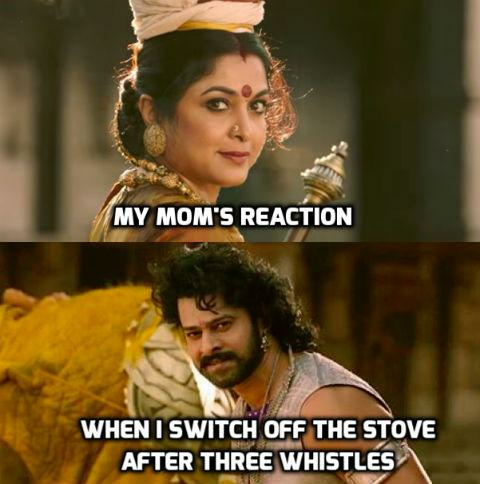 MY MOM'S REACTION
WHEN I SWITCH OFF THE STOVE
AFTER THREE WHISTLES